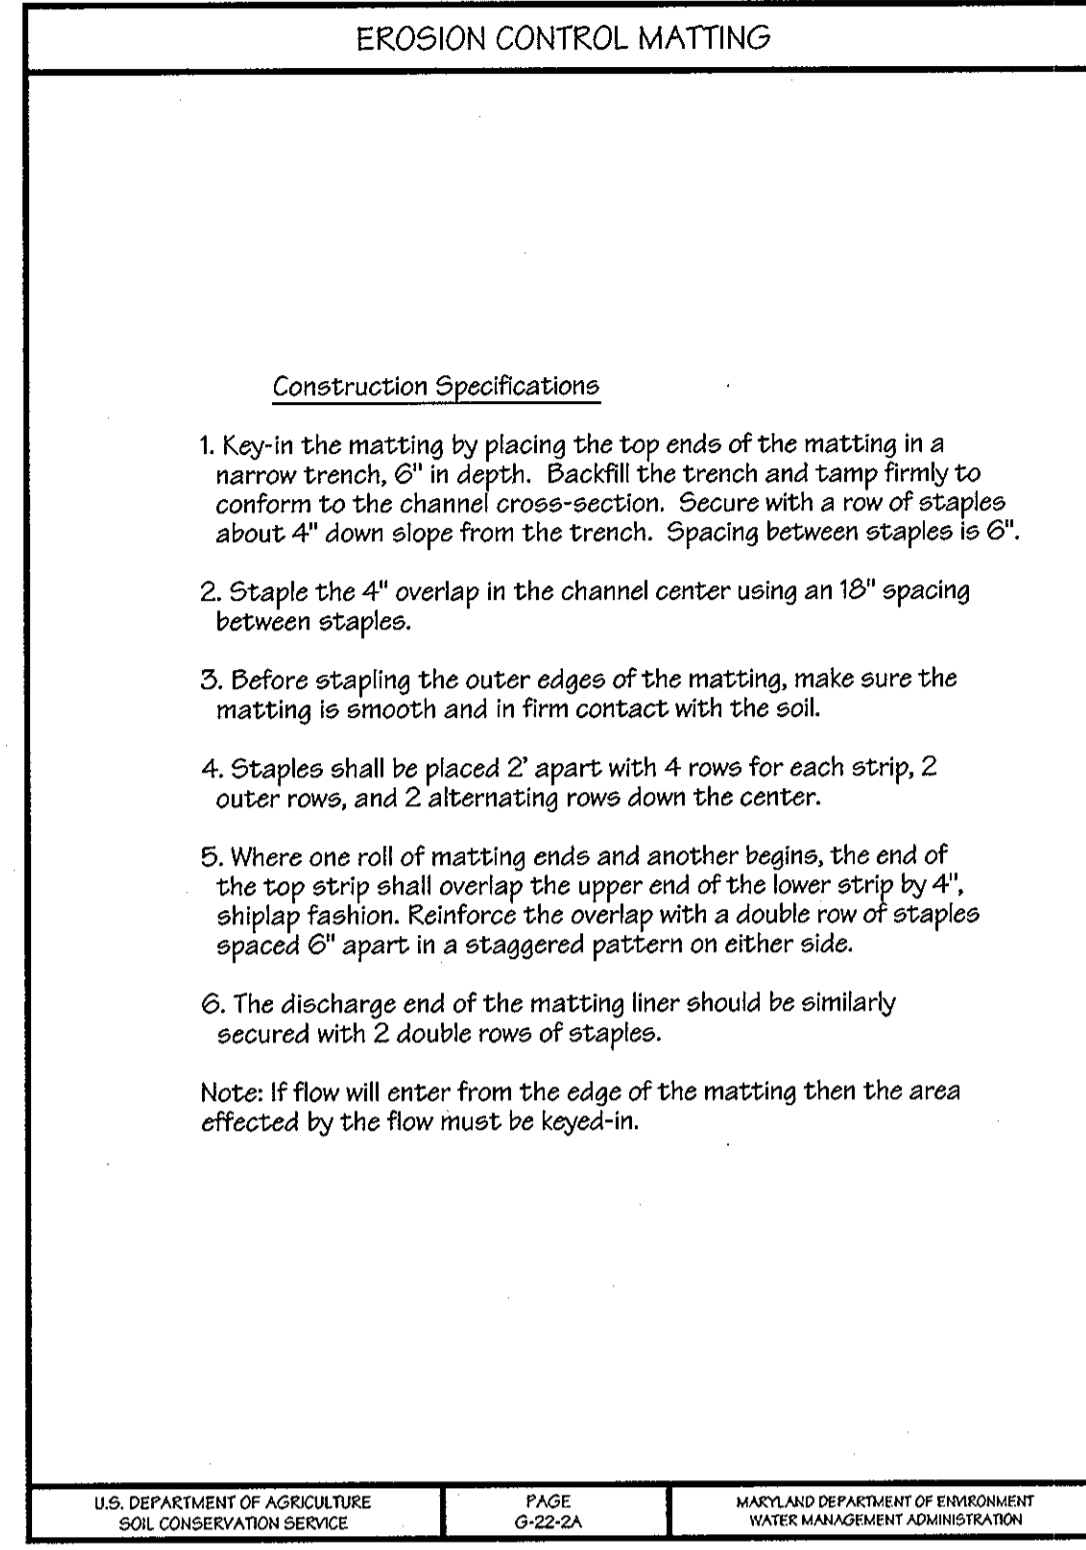 EROSION CONTROL MATTING
Construction Specifications
1. Key-in the matting by placing the top ends of the matting in a
narrow trench, 6" in depth. Backfill the trench and tamp firmly to
conform to the channel cross-section. Secure with a row of staples
about 4" down slope from the trench. Spacing between staples is 6".
2. Staple the 4" overlap in the channel center using an 18" spacing
between staples.
3. Before stapling the outer edges of the matting, make sure the
matting is smooth and in firm contact with the soil.
4. Staples shall be placed 2' apart with 4 rows for each strip, 2
outer rows, and 2 alternating rows down the center.
5. Where one roll of matting ends and another begins, the end of
the top strip shall overlap the upper end of the lower strip by 4",
shiplap fashion. Reinforce the overlap with a double row of staples
spaced 6" apart in a staggered pattern on either side.
6. The discharge end of the matting liner should be similarly
secured with 2 double rows of staples.
Note: If flow will enter from the edge of the matting then the area
effected by the flow must be keyed-in.
U.S. DEPARTMENT OF AGRICULTURE
SOIL CONSERVATION SERVICE
PAGE
G-22-2A
MARYLAND DEPARTMENT OF ENVIRONMENT
WATER MANAGEMENT ADMINISTRATION